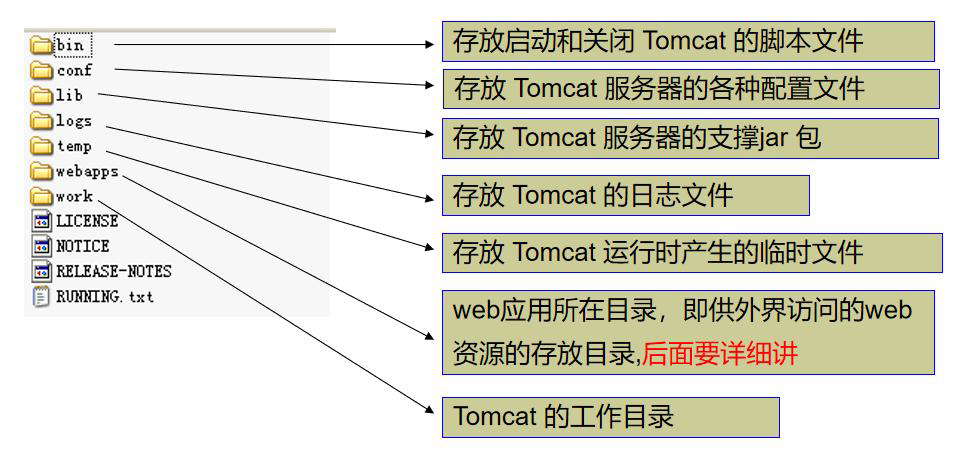 bin
conf
lib
logs
temp
webapps
work
LICENSE
NOTICE
RELEASE-NOTES
RUNNING.txt
存放启动和关闭 Tomcat 的脚本文件
存放 Tomcat 服务器的各种配置文件
存放 Tomcat 服务器的支撑jar 包
存放 Tomcat 的日志文件
存放 Tomcat 运行时产生的临时文件
web应用所在目录，即供外界访问的web
资源的存放目录,后面要详细讲
Tomcat 的工作目录